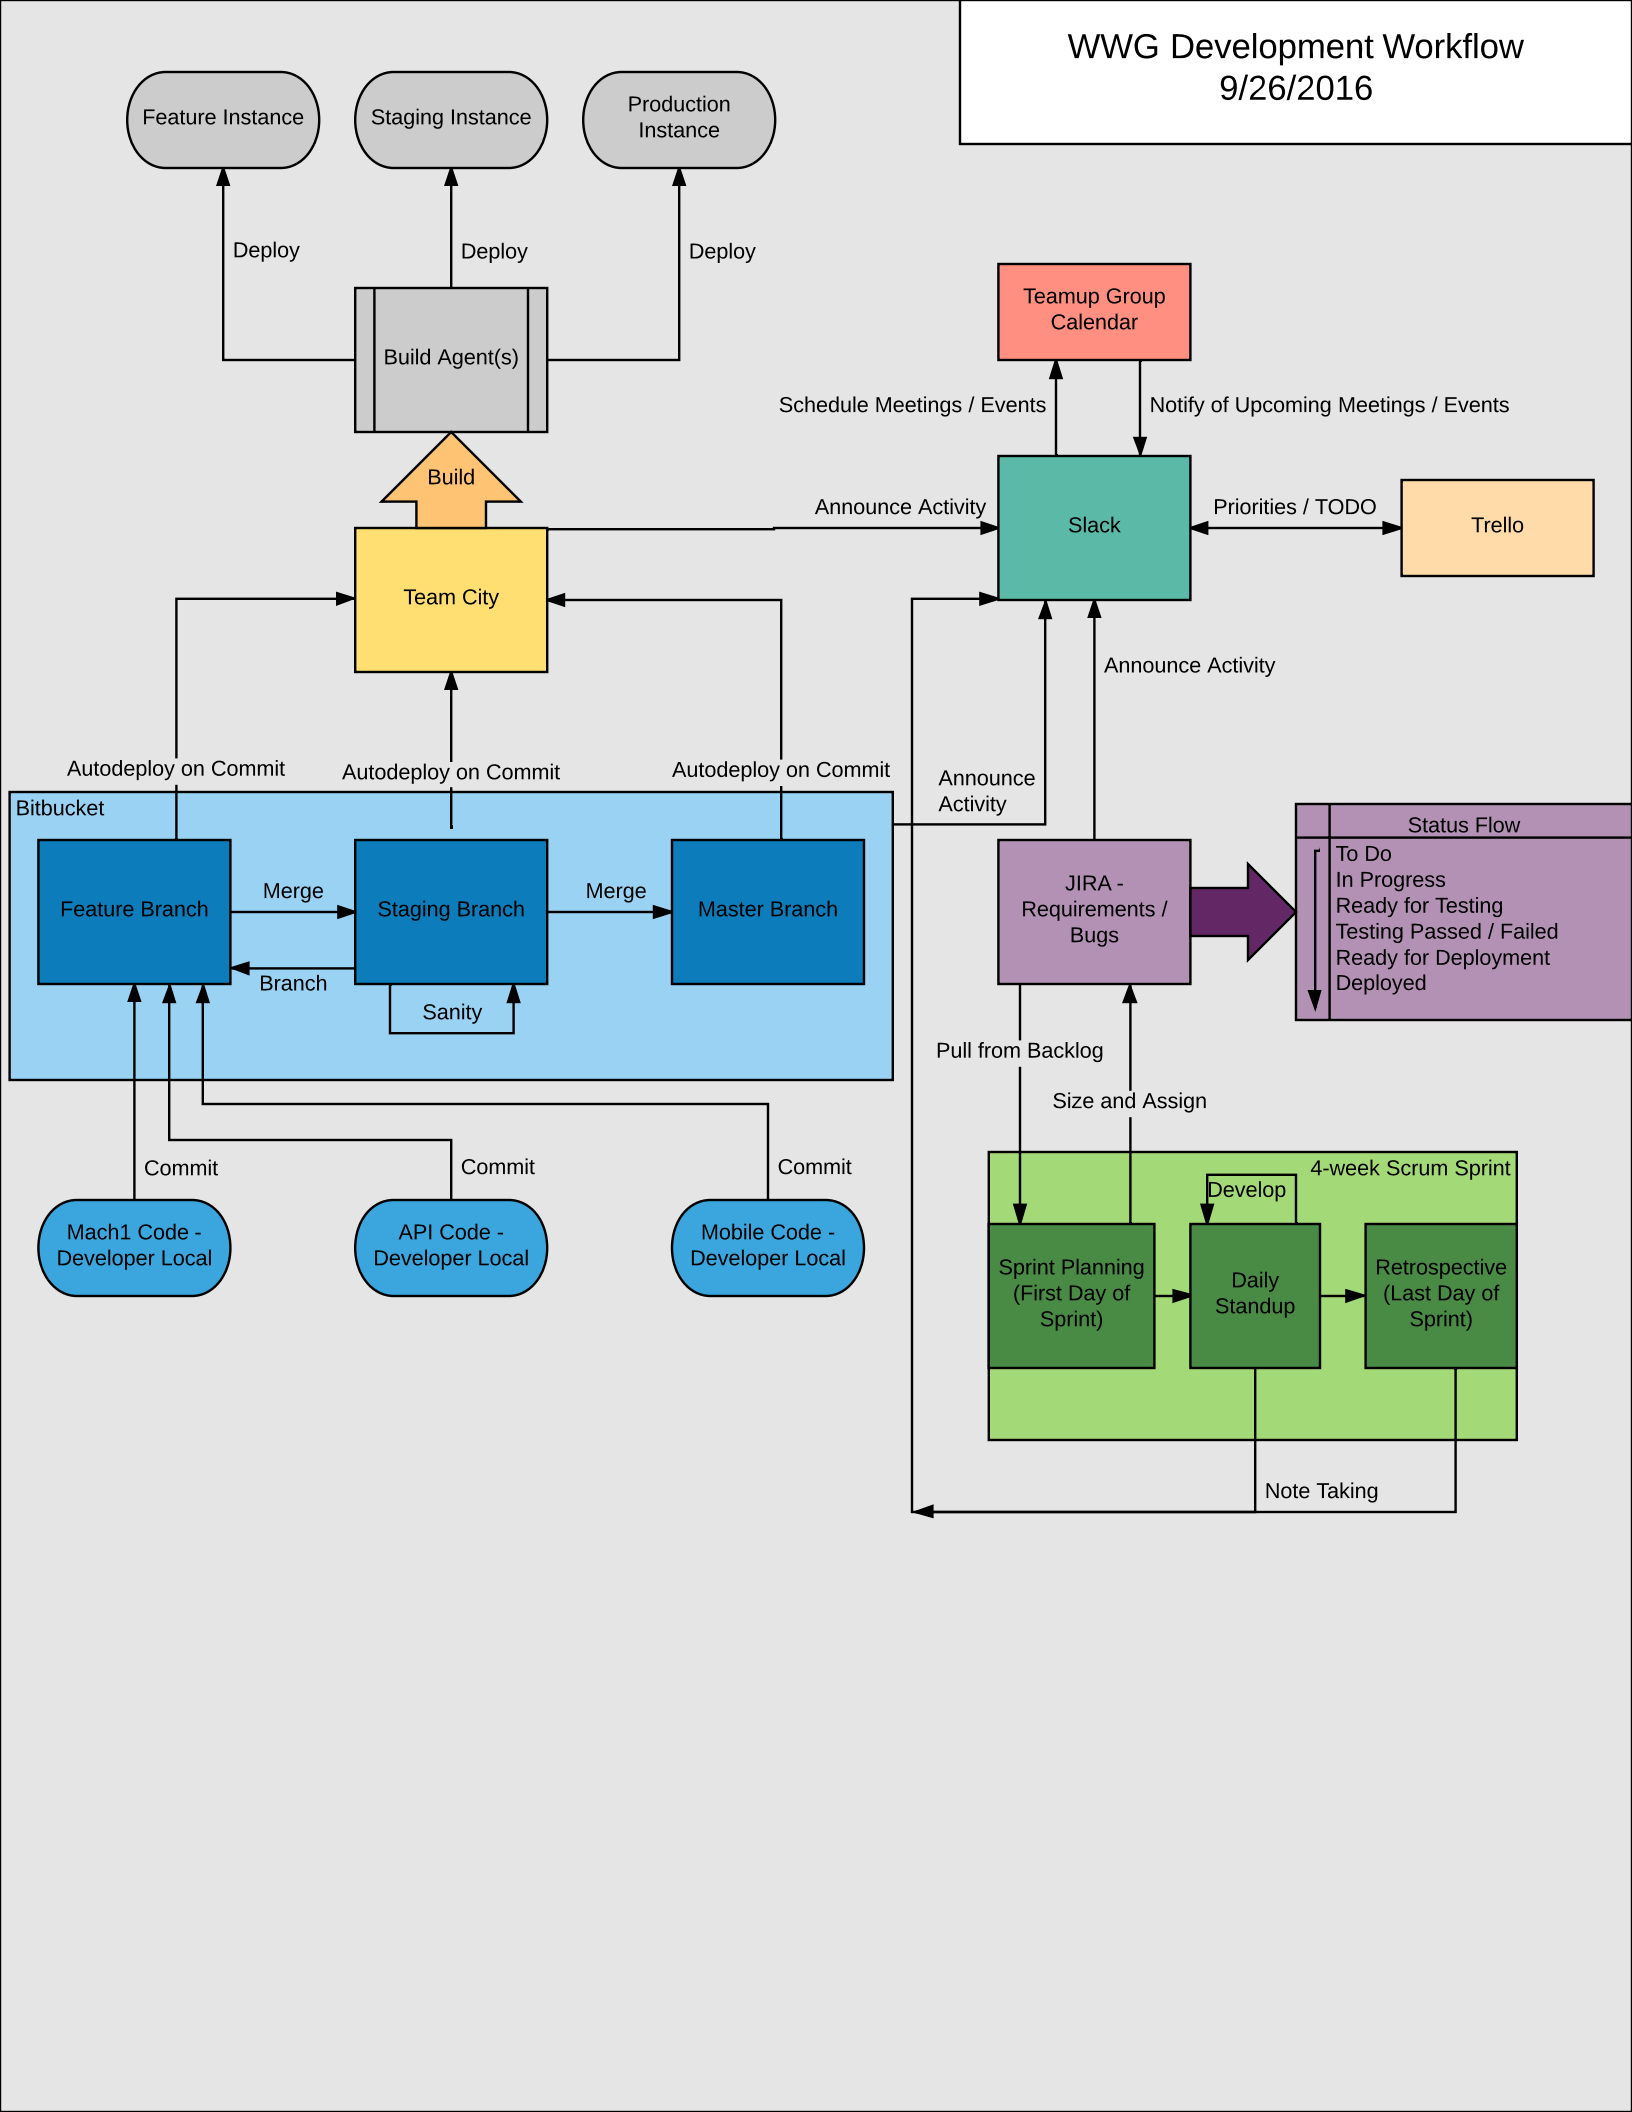 WWG Development Workflow
9/26/2016
Feature Instance
Staging Instance
Production
Instance
Deploy
Deploy
Deploy
Build Agent(s)
Build
Team City
Teamup Group
Calendar
Schedule Meetings / Events
Notify of Upcoming Meetings / Events
Announce Activity
Slack
Priorities / TODO
Trello
Announce Activity
Autodeploy on Commit
Autodeploy on Commit
Autodeploy on Commit
Announce
Activity
Bitbucket
Feature Branch
Merge
Staging Branch
Merge
Master Branch
Branch
Sanity
JIRA -
Requirements /
Bugs
Status Flow
To Do
In Progress
Ready for Testing
Testing Passed / Failed
Ready for Deployment
Deployed
Pull from Backlog
Size and Assign
Commit
Commit
Commit
Mach1 Code -
Developer Local
API Code -
Developer Local
Mobile Code -
Developer Local
4-week Scrum Sprint
Develop
Sprint Planning
(First Day of
Sprint)
Daily
Standup
Retrospective
(Last Day of
Sprint)
Note Taking